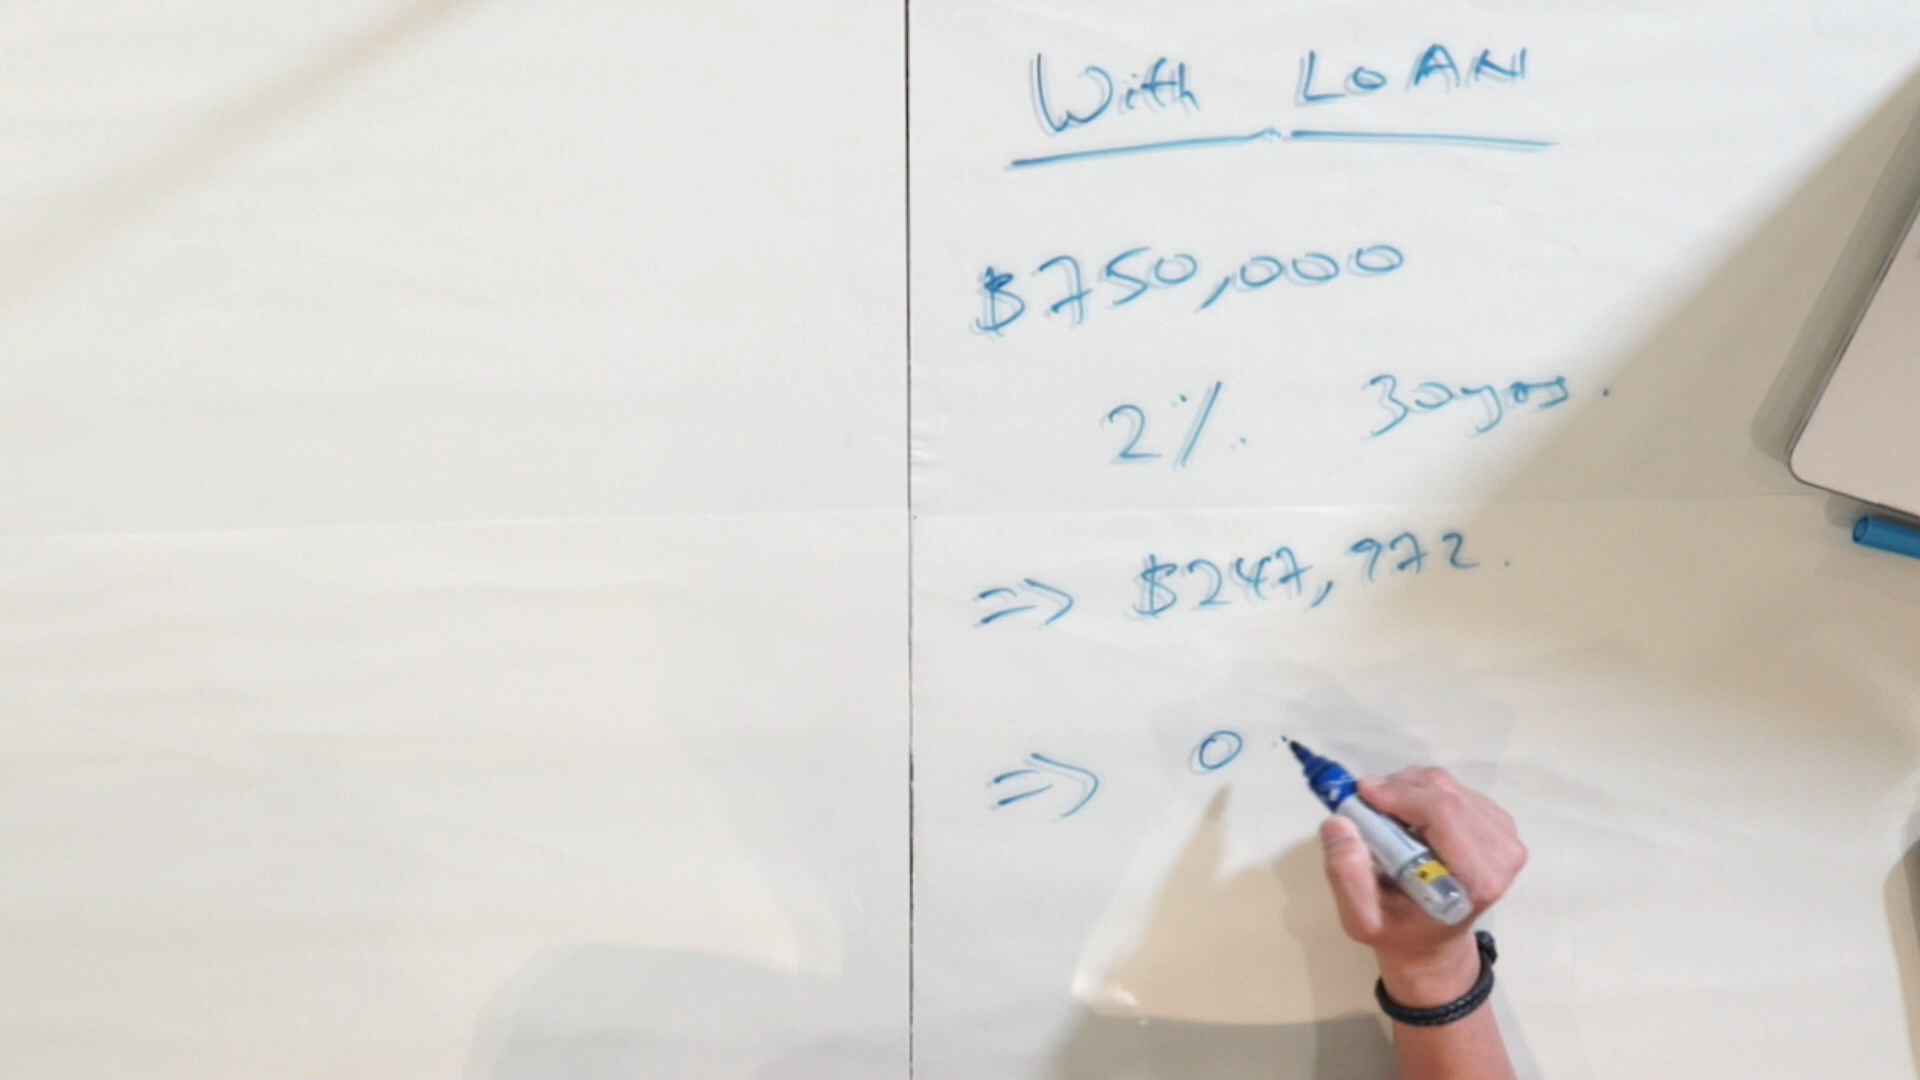 With LOAN
$750,000
2% 30yrs.
=> $247,972.
=> 0